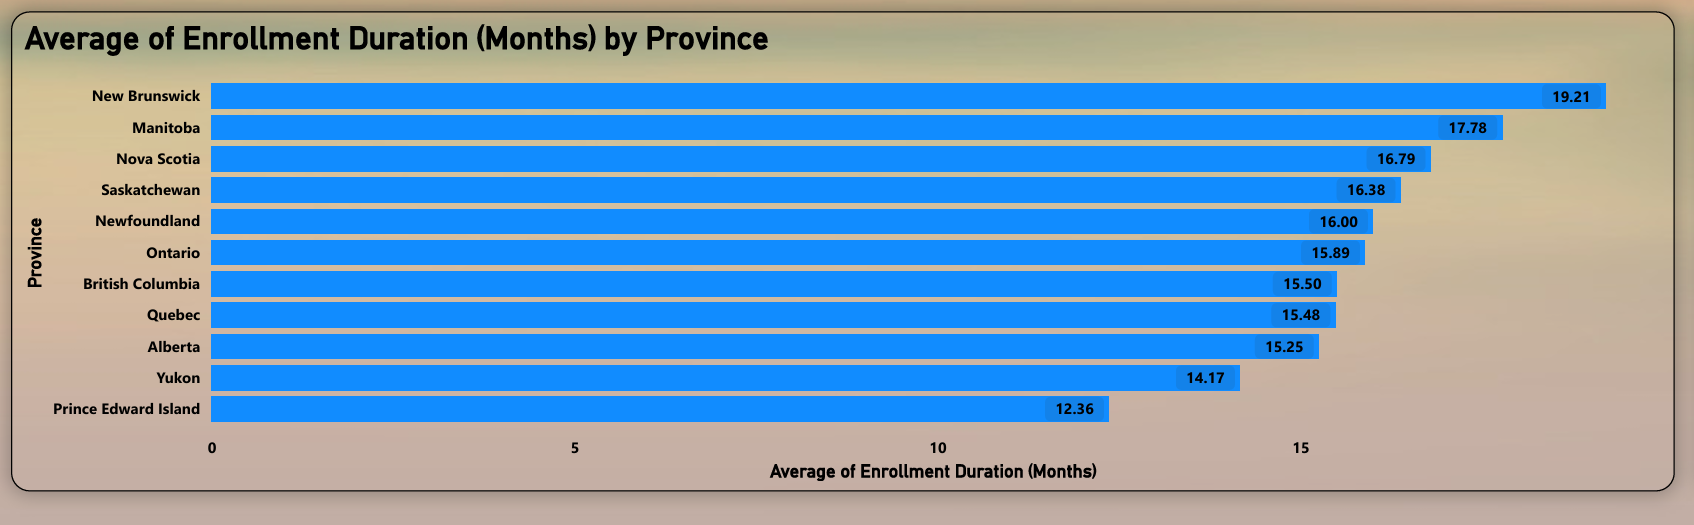 Average of Enrollment Duration (Months) by Province
Province
New Brunswick 19.21
Manitoba 17.78
Nova Scotia 16.79
Saskatchewan 16.38
Newfoundland 16.00
Ontario 15.89
British Columbia 15.50
Quebec 15.48
Alberta 15.25
Yukon 14.17
Prince Edward Island 12.36
0 5 10 15
Average of Enrollment Duration (Months)